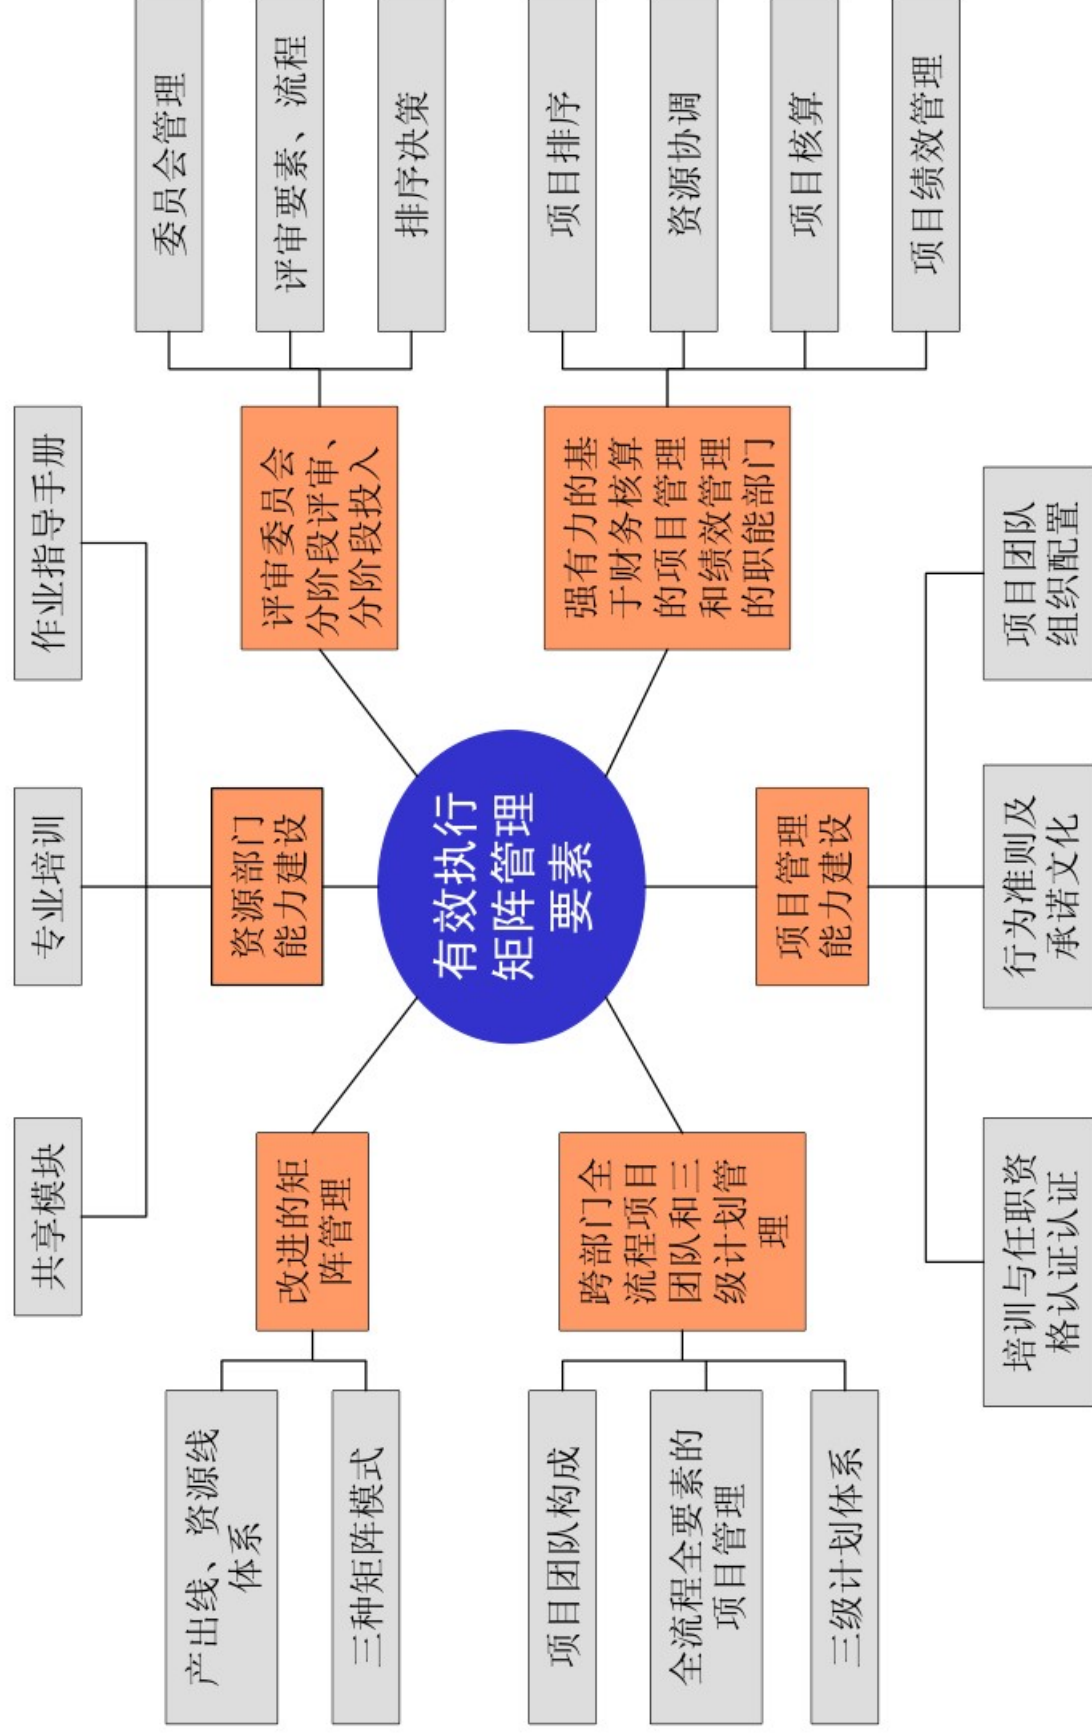 共享模块
专业培训
作业指导手册
产出线、资源线
体系
三种矩阵模式
改进的矩
阵管理
资源部门
能力建设
评审委员会
分阶段评审、
分阶段投入
委员会管理
评审要素、流程
排序决策
有效执行
矩阵管理
要素
项目团队构成
全流程全要素的
项目管理
三级计划体系
跨部门全
流程项目
团队和三
级计划管
理
项目管理
能力建设
强有力的基
于财务核算
的项目管理
和绩效管理
的职能部门
项目排序
资源协调
项目核算
项目绩效管理
培训与任职资
格认证认证
行为准则及
承诺文化
项目团队
组织配置